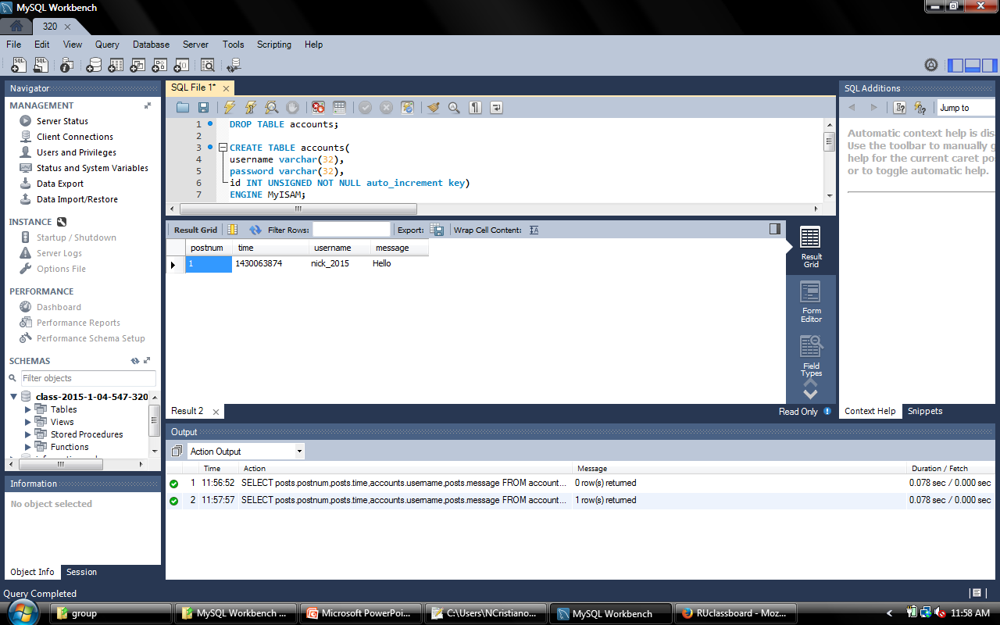 MySQL Workbench
320
File Edit View Query Database Server Tools Scripting Help
Navigator
MANAGEMENT
Server Status
Client Connections
Users and Privileges
Status and System Variables
Data Export
Data Import/Restore
INSTANCE
Startup / Shutdown
Server Logs
Options File
PERFORMANCE
Dashboard
Performance Reports
Performance Schema Setup
SCHEMAS
Filter objects
class-2015-1-04-547-320
Tables
Views
Stored Procedures
Functions
Information
No object selected
Object Info Session
SQL File 1*
1 DROP TABLE accounts;
2
3 CREATE TABLE accounts(
4 username varchar(32),
5 password varchar(32),
6 id INT UNSIGNED NOT NULL auto_increment key)
7 ENGINE MyISAM;
Result Grid Filter Rows: Export: Wrap Cell Content:
postnum time username message
1 1430063874 nick_2015 Hello
Result Grid
Form Editor
Field Types
Result 2 Read Only
SQL Additions
Jump to
Automatic context help is dis
Use the toolbar to manually g
help for the current caret po
or to toggle automatic help.
Context Help Snippets
Output
Action Output
Time Action Message Duration / Fetch
1 11:56:52 SELECT posts.postnum,posts.time,accounts.username,posts.message FROM account... 0 row(s) returned 0.078 sec / 0.000 sec
2 11:57:57 SELECT posts.postnum,posts.time,accounts.username,posts.message FROM account... 1 row(s) returned 0.078 sec / 0.000 sec
Query Completed
group MySQL Workbench ... Microsoft PowerPoi... C:\Users\NCristiano... MySQL Workbench RUclassboard - Moz... 11:58 AM